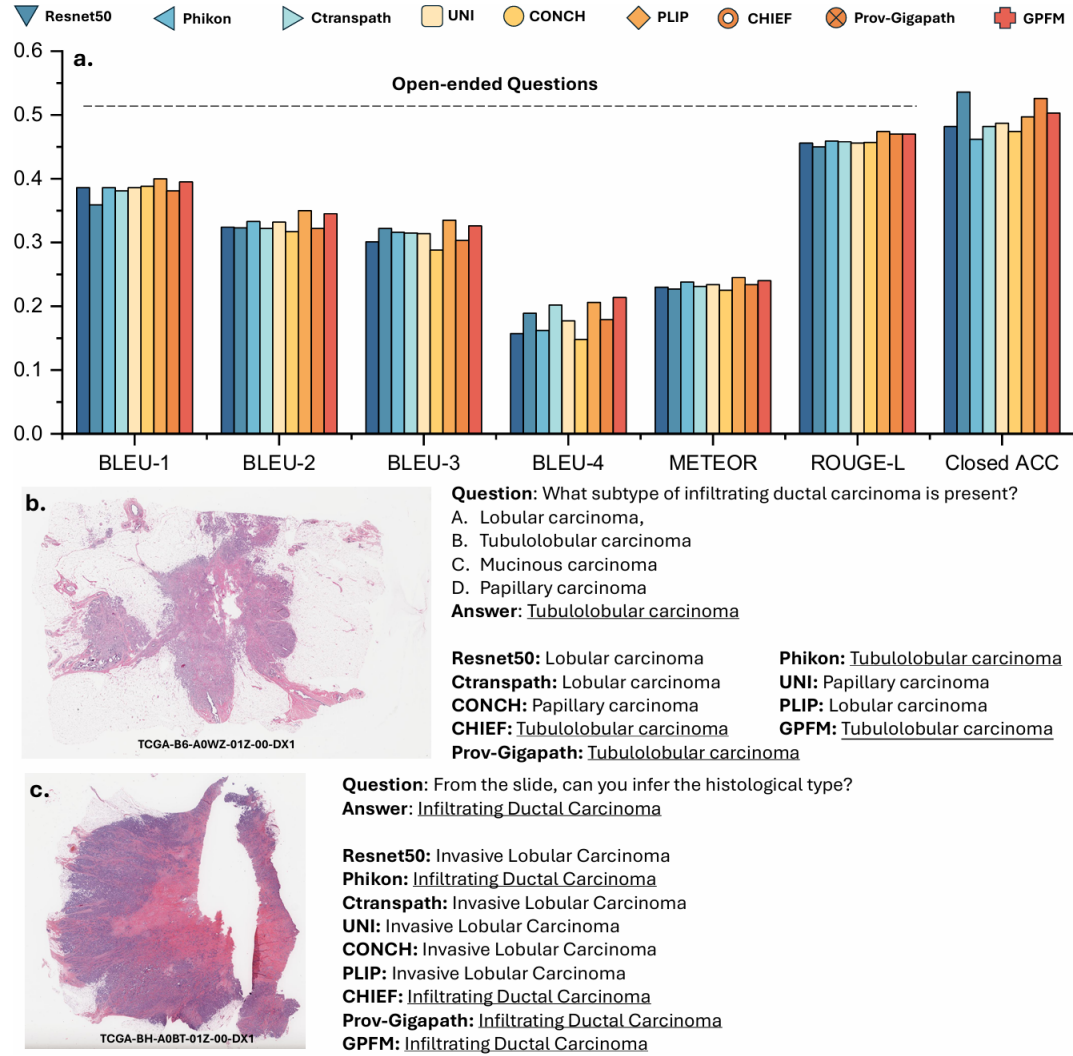 Resnet50 Phikon Ctranspath UNI CONCH PLIP CHIEF Prov-Gigapath GPFM
a.
Open-ended Questions
0.6
0.5
0.4
0.3
0.2
0.1
0.0
BLEU-1 BLEU-2 BLEU-3 BLEU-4 METEOR ROUGE-L Closed ACC
b.
TCGA-B6-A0WZ-01Z-00-DX1
Question: What subtype of infiltrating ductal carcinoma is present?
A. Lobular carcinoma,
B. Tubulolobular carcinoma
C. Mucinous carcinoma
D. Papillary carcinoma
Answer: Tubulolobular carcinoma
Resnet50: Lobular carcinoma Phikon: Tubulolobular carcinoma
Ctranspath: Lobular carcinoma UNI: Papillary carcinoma
CONCH: Papillary carcinoma PLIP: Lobular carcinoma
CHIEF: Tubulolobular carcinoma GPFM: Tubulolobular carcinoma
Prov-Gigapath: Tubulolobular carcinoma
c.
TCGA-BH-A0BT-01Z-00-DX1
Question: From the slide, can you infer the histological type?
Answer: Infiltrating Ductal Carcinoma
Resnet50: Invasive Lobular Carcinoma
Phikon: Infiltrating Ductal Carcinoma
Ctranspath: Invasive Lobular Carcinoma
UNI: Invasive Lobular Carcinoma
CONCH: Invasive Lobular Carcinoma
PLIP: Invasive Lobular Carcinoma
CHIEF: Infiltrating Ductal Carcinoma
Prov-Gigapath: Infiltrating Ductal Carcinoma
GPFM: Infiltrating Ductal Carcinoma